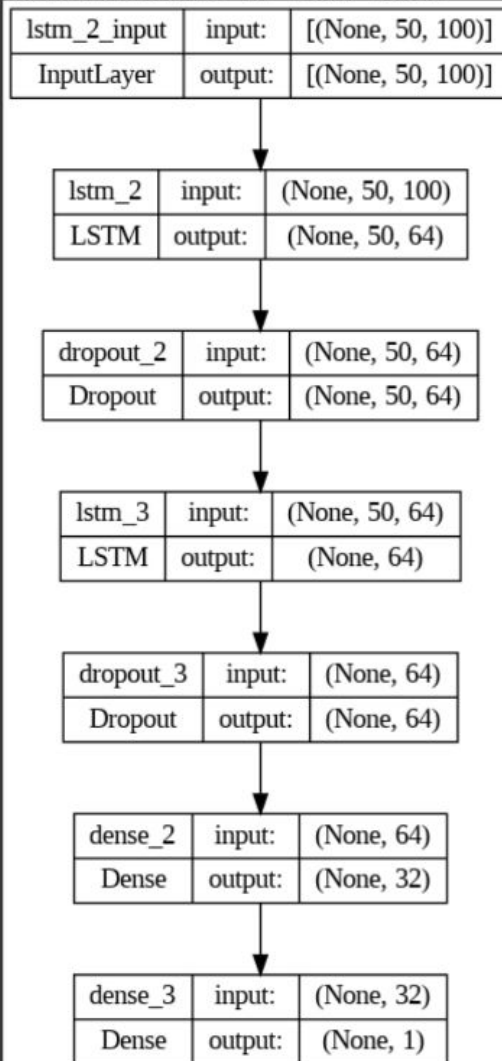 lstm_2_input input: [(None, 50, 100)]
InputLayer output: [(None, 50, 100)]
lstm_2 input: (None, 50, 100)
LSTM output: (None, 50, 64)
dropout_2 input: (None, 50, 64)
Dropout output: (None, 50, 64)
lstm_3 input: (None, 50, 64)
LSTM output: (None, 64)
dropout_3 input: (None, 64)
Dropout output: (None, 64)
dense_2 input: (None, 64)
Dense output: (None, 32)
dense_3 input: (None, 32)
Dense output: (None, 1)